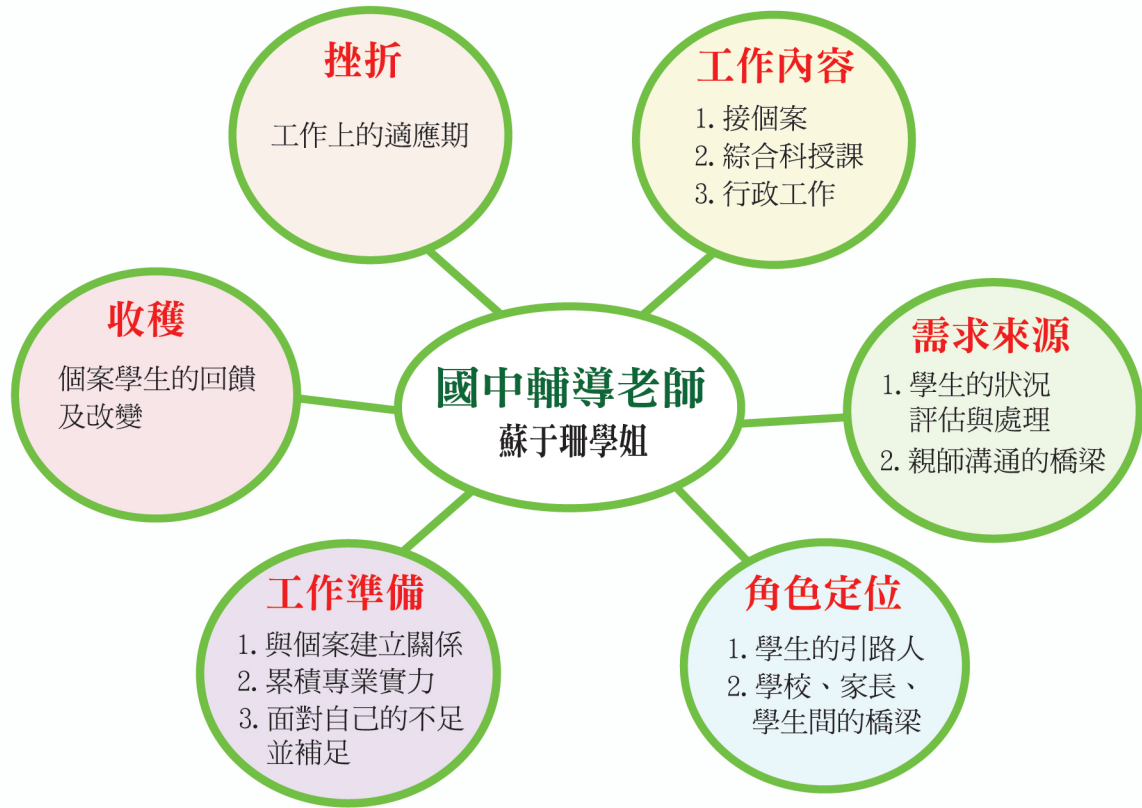 挫折
工作上的適應期
工作內容
1. 接個案
2. 綜合科授課
3. 行政工作
收穫
個案學生的回饋
及改變
國中輔導老師
蘇于珊學姐
需求來源
1. 學生的狀況
評估與處理
2. 親師溝通的橋梁
工作準備
1. 與個案建立關係
2. 累積專業實力
3. 面對自己的不足
並補足
角色定位
1. 學生的引路人
2. 學校、家長、
學生間的橋梁